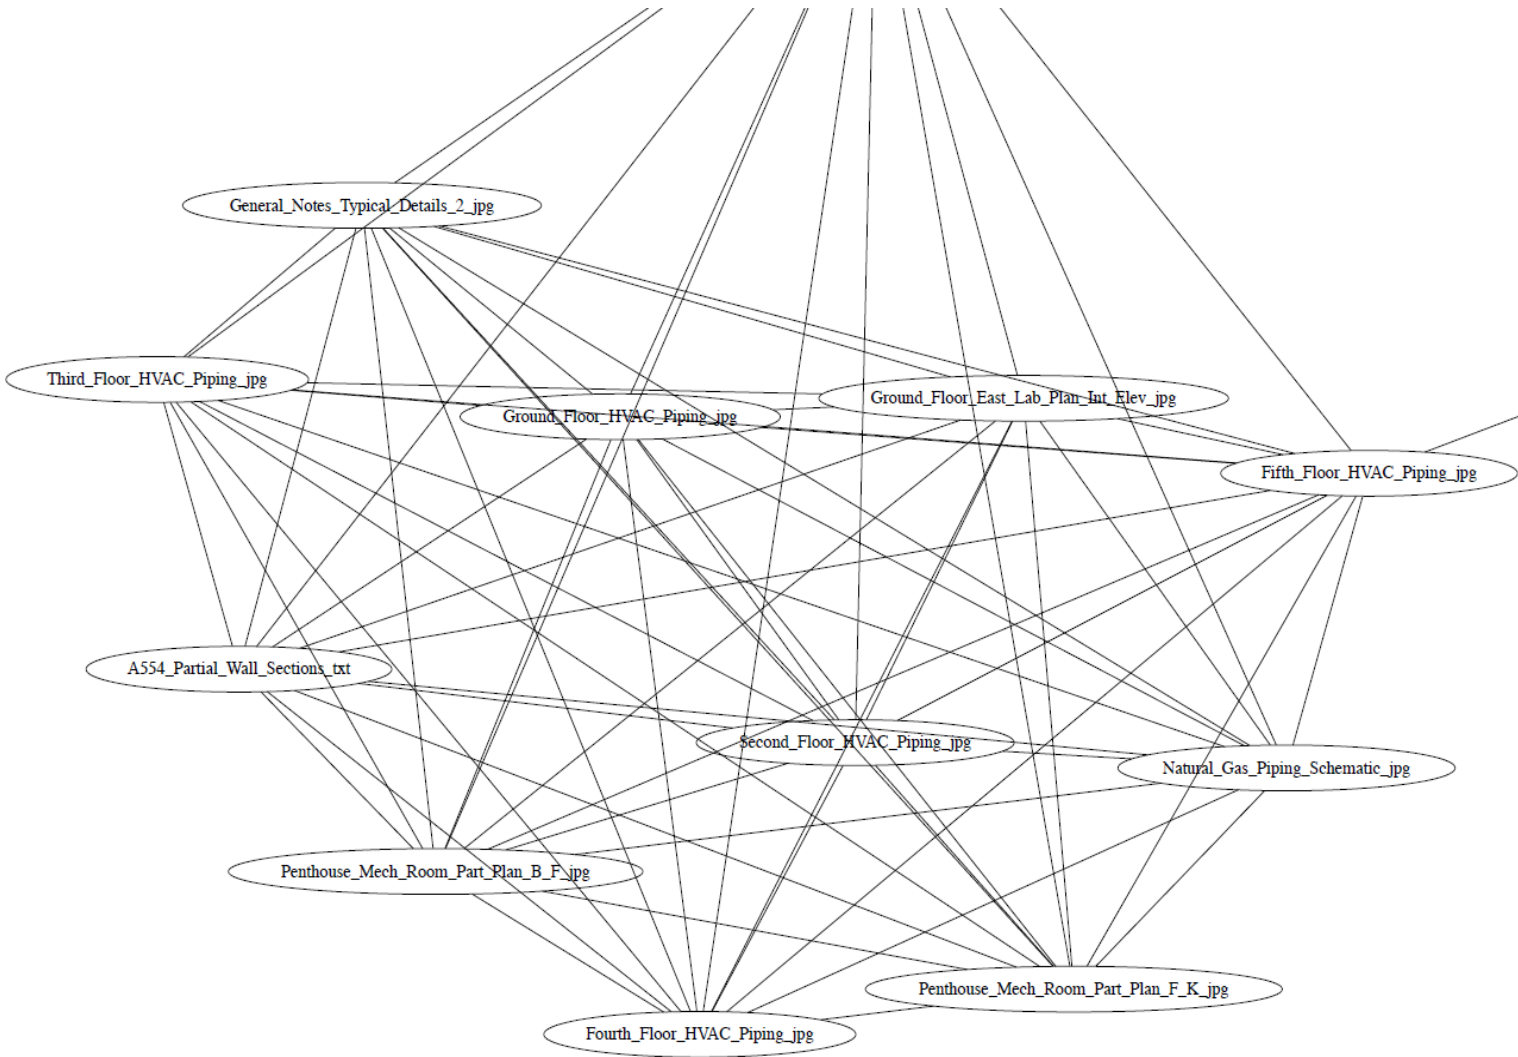 General_Notes_Typical_Details_2_jpg
Third_Floor_HVAC_Piping_jpg
Ground_Floor_East_Lab_Plan_Int_Elev_jpg
Ground_Floor_HVAC_Piping_jpg
Fifth_Floor_HVAC_Piping_jpg
A554_Partial_Wall_Sections_txt
Second_Floor_HVAC_Piping_jpg
Natural_Gas_Piping_Schematic_jpg
Penthouse_Mech_Room_Part_Plan_B_F_jpg
Penthouse_Mech_Room_Part_Plan_F_K_jpg
Fourth_Floor_HVAC_Piping_jpg